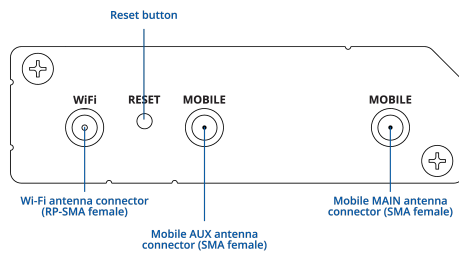 Reset button
WiFi
RESET
MOBILE
MOBILE
Wi-Fi antenna connector
(RP-SMA female)
Mobile AUX antenna
connector (SMA female)
Mobile MAIN antenna
connector (SMA female)